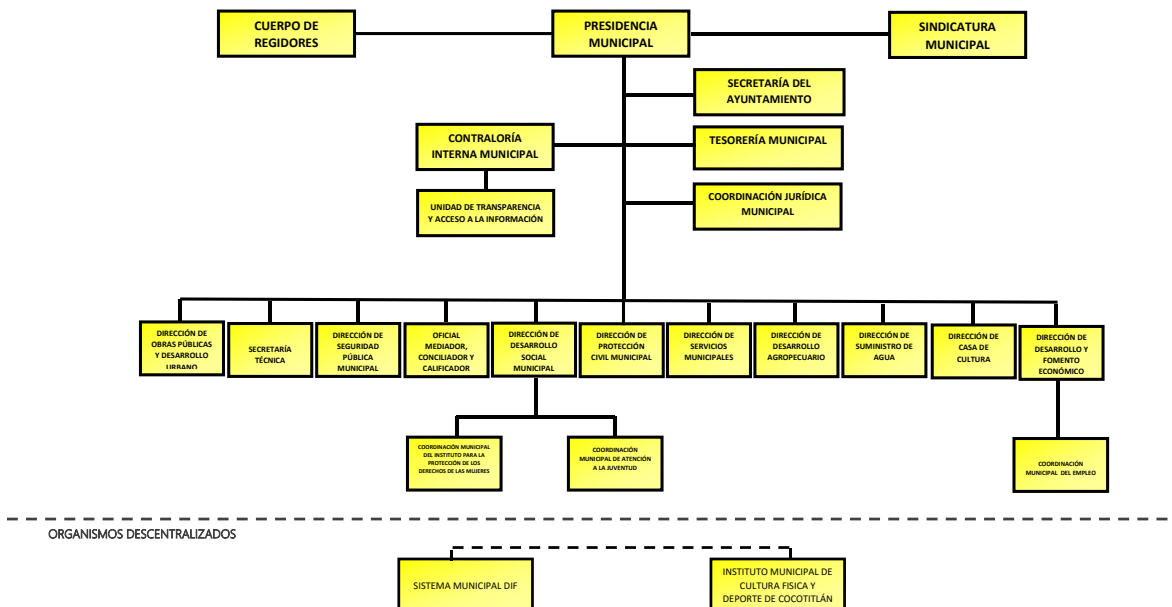 CUERPO DE
REGIDORES
PRESIDENCIA
MUNICIPAL
SINDICATURA
MUNICIPAL
SECRETARÍA DEL
AYUNTAMIENTO
CONTRALORÍA
INTERNA MUNICIPAL
TESORERÍA MUNICIPAL
UNIDAD DE TRANSPARENCIA
Y ACCESO A LA INFORMACIÓN
COORDINACIÓN JURÍDICA
MUNICIPAL
DIRECCIÓN DE
OBRAS PÚBLICAS
Y DESARROLLO
URBANO
SECRETARÍA
TÉCNICA
DIRECCIÓN DE
SEGURIDAD
PÚBLICA
MUNICIPAL
OFICIAL
MEDIADOR,
CONCILIADOR Y
CALIFICADOR
DIRECCIÓN DE
DESARROLLO
SOCIAL
MUNICIPAL
DIRECCIÓN DE
PROTECCIÓN
CIVIL MUNICIPAL
DIRECCIÓN DE
SERVICIOS
MUNICIPALES
DIRECCIÓN DE
DESARROLLO
AGROPECUARIO
DIRECCIÓN DE
SUMINISTRO DE
AGUA
DIRECCIÓN DE
CASA DE
CULTURA
DIRECCIÓN DE
DESARROLLO Y
FOMENTO
ECONÓMICO
COORDINACIÓN MUNICIPAL
DEL INSTITUTO PARA LA
PROTECCIÓN DE LOS
DERECHOS DE LAS MUJERES
COORDINACIÓN
MUNICIPAL DE ATENCIÓN
A LA JUVENTUD
COORDINACIÓN
MUNICIPAL DEL EMPLEO
ORGANISMOS DESCENTRALIZADOS
SISTEMA MUNICIPAL DIF
INSTITUTO MUNICIPAL DE
CULTURA FISICA Y
DEPORTE DE COCOTITLÁN